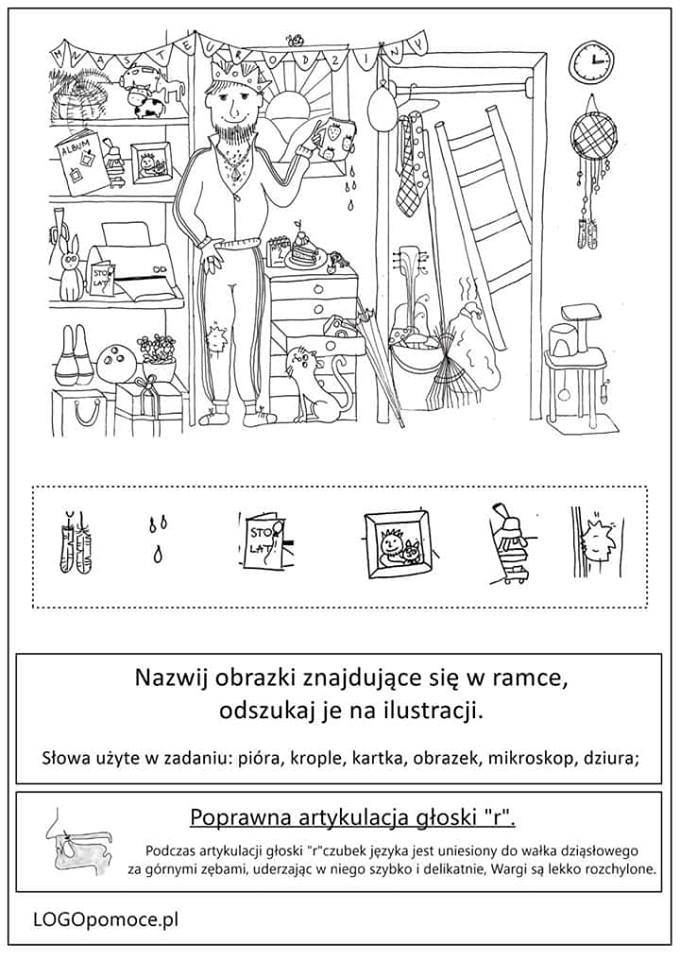 NASTE URODZINY
ALBUM
STO
LAT!
STO
LAT!
Nazwij obrazki znajdujące się w ramce,
odszukaj je na ilustracji.
Słowa użyte w zadaniu: pióra, krople, kartka, obrazek, mikroskop, dziura;
Poprawna artykulacja głoski "r".
Podczas artykulacji głoski "r"czubek języka jest uniesiony do wałka dziąsłowego
za górnymi zębami, uderzając w niego szybko i delikatnie, Wargi są lekko rozchylone.
LOGOpomoce.pl